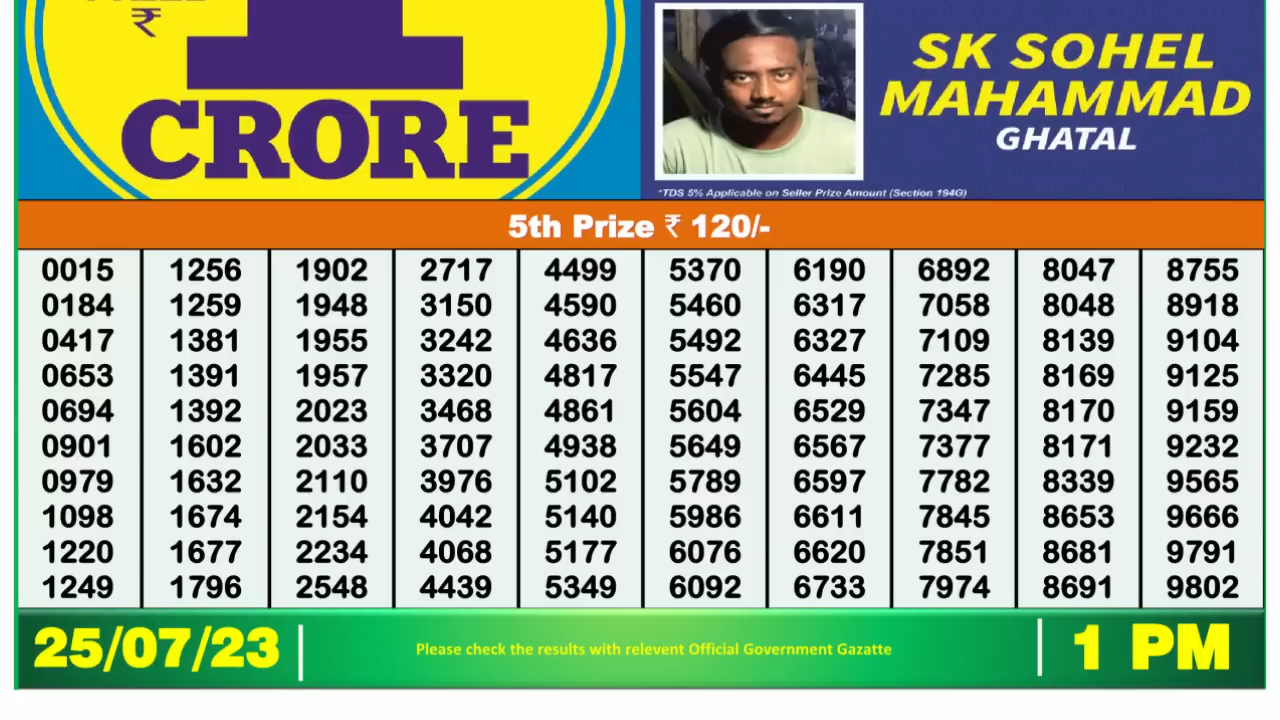 ₹
1
CRORE
SK SOHEL
MAHAMMAD
GHATAL
*TDS 5% Applicable on Seller Prize Amount (Section 194G)
5th Prize ₹ 120/-
0015 1256 1902 2717 4499 5370 6190 6892 8047 8755
0184 1259 1948 3150 4590 5460 6317 7058 8048 8918
0417 1381 1955 3242 4636 5492 6327 7109 8139 9104
0653 1391 1957 3320 4817 5547 6445 7285 8169 9125
0694 1392 2023 3468 4861 5604 6529 7347 8170 9159
0901 1602 2033 3707 4938 5649 6567 7377 8171 9232
0979 1632 2110 3976 5102 5789 6597 7782 8339 9565
1098 1674 2154 4042 5140 5986 6611 7845 8653 9666
1220 1677 2234 4068 5177 6076 6620 7851 8681 9791
1249 1796 2548 4439 5349 6092 6733 7974 8691 9802
25/07/23 Please check the results with relevent Official Government Gazatte 1 PM